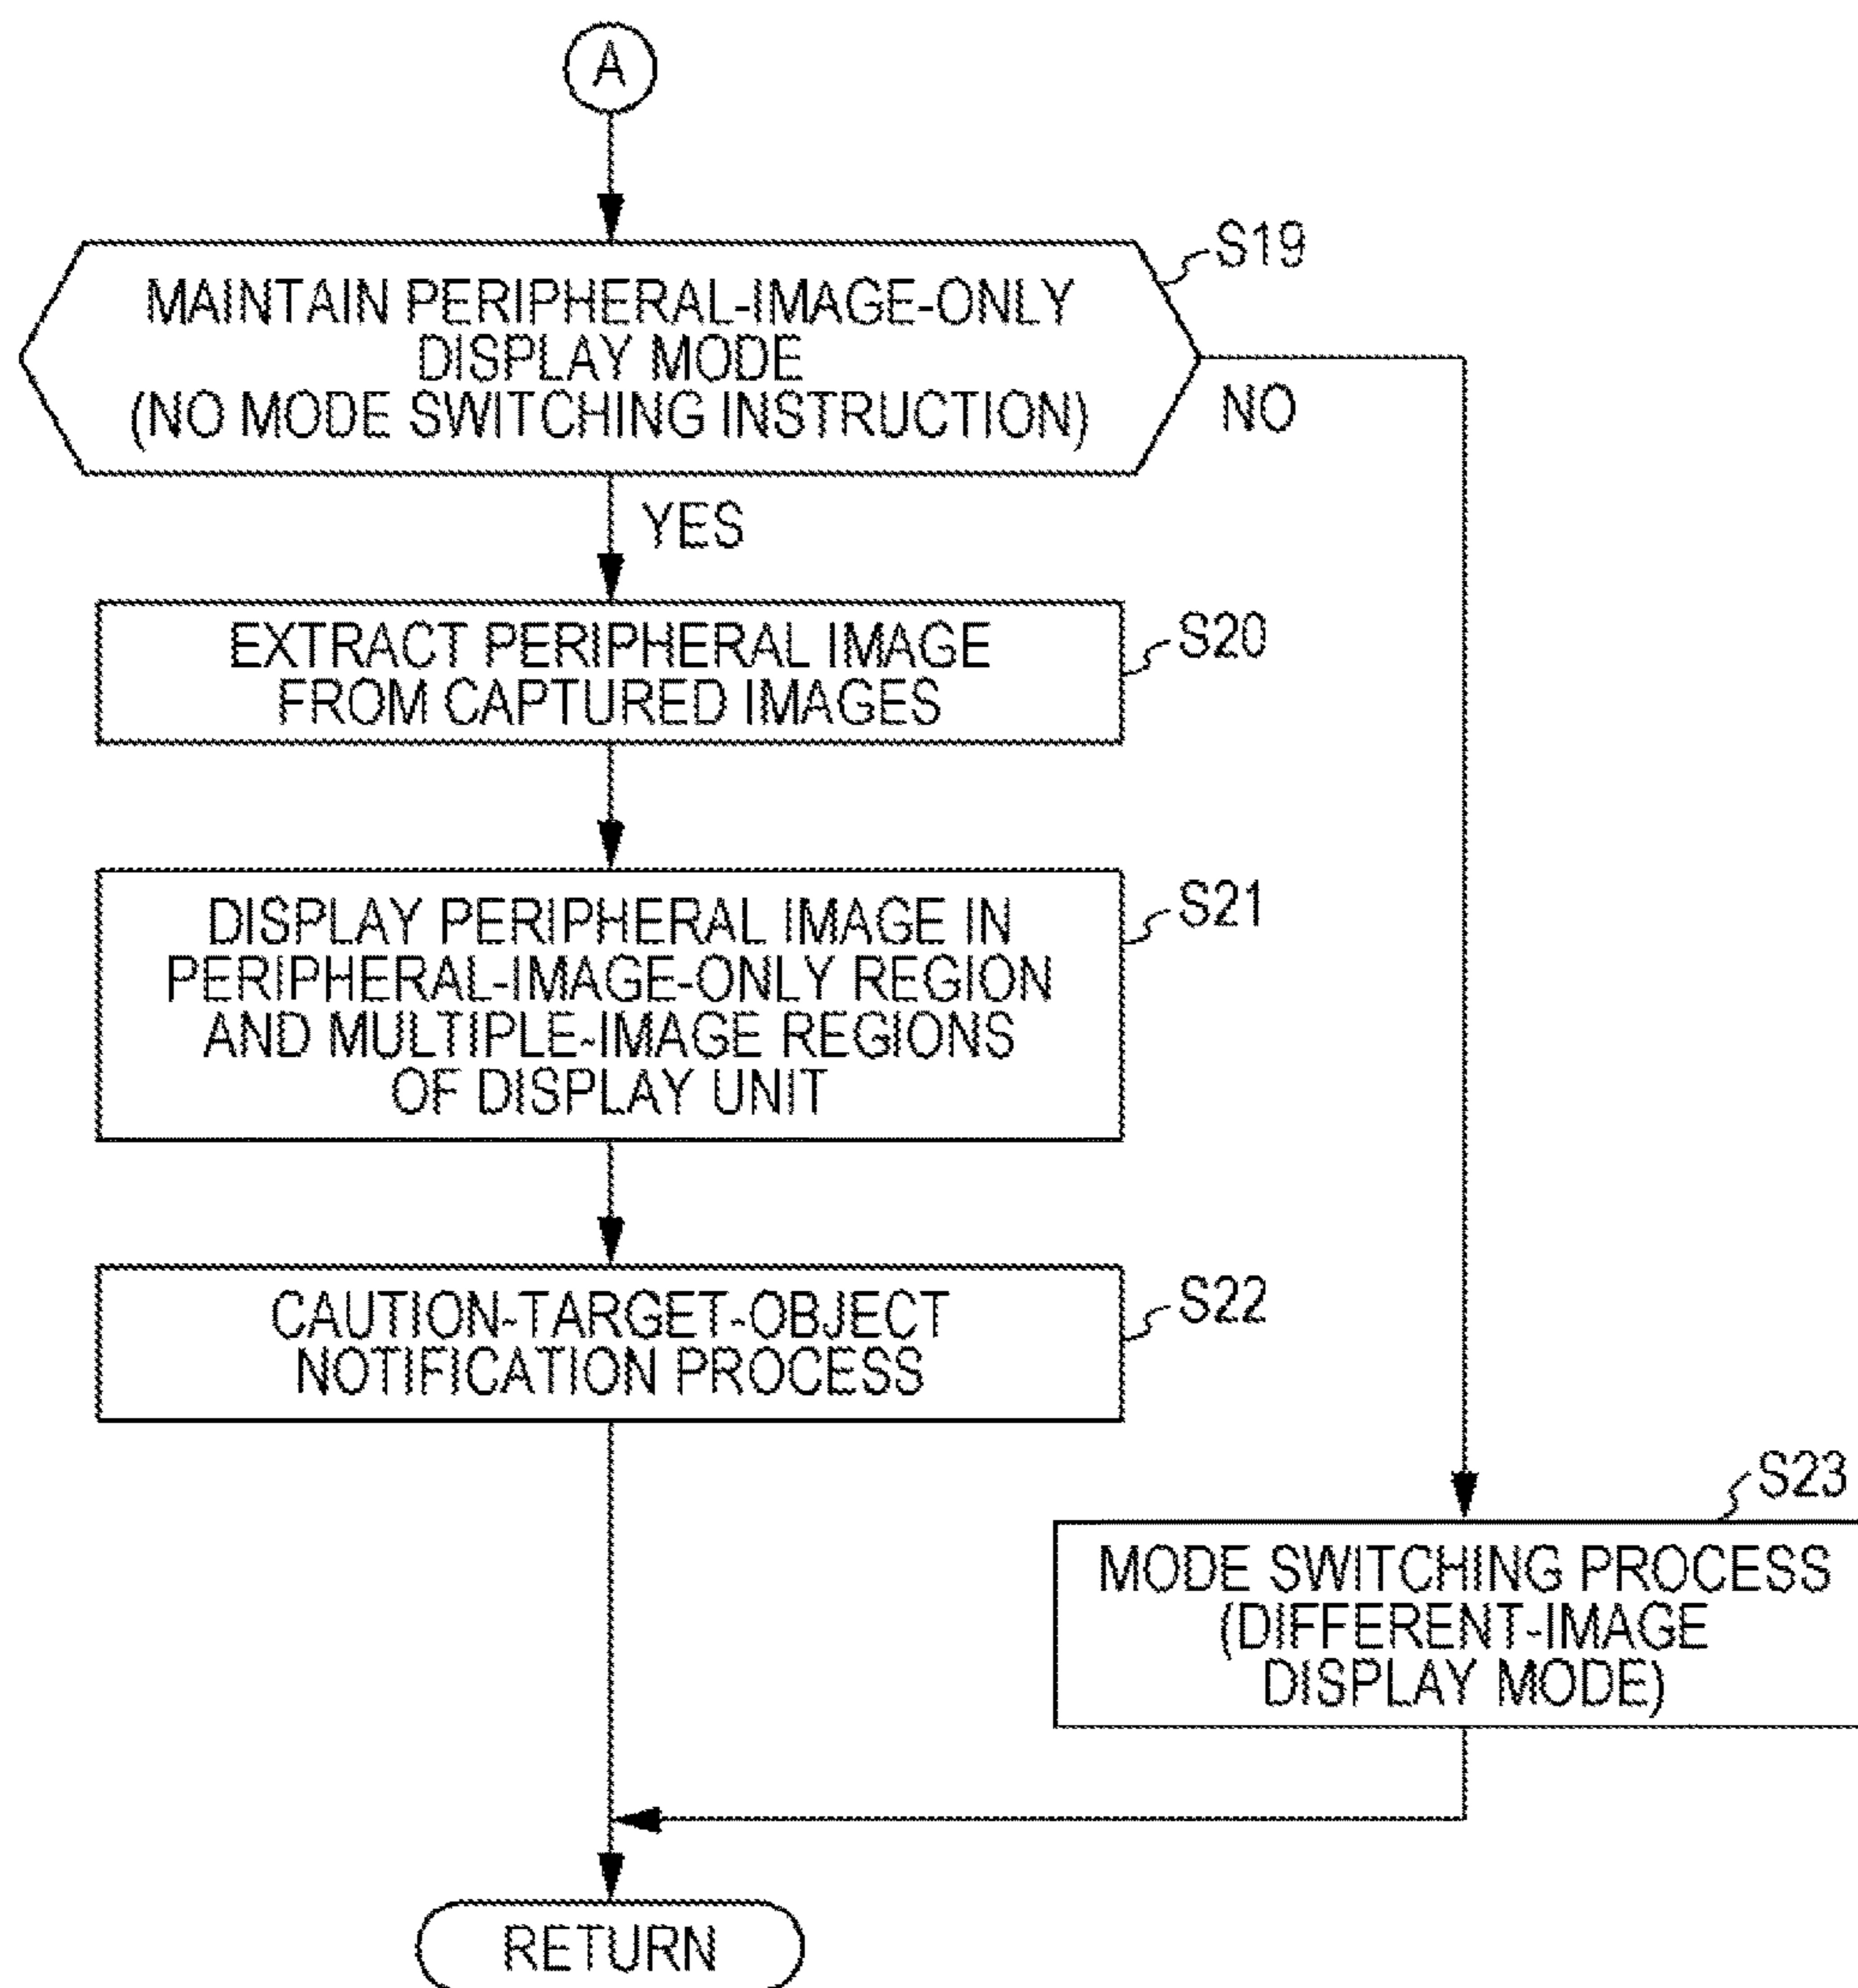 A
S19
MAINTAIN PERIPHERAL-IMAGE-ONLY
DISPLAY MODE
(NO MODE SWITCHING INSTRUCTION)
NO
YES
S20
EXTRACT PERIPHERAL IMAGE
FROM CAPTURED IMAGES
S21
DISPLAY PERIPHERAL IMAGE IN
PERIPHERAL-IMAGE-ONLY REGION
AND MULTIPLE-IMAGE REGIONS
OF DISPLAY UNIT
S22
CAUTION-TARGET-OBJECT
NOTIFICATION PROCESS
S23
MODE SWITCHING PROCESS
(DIFFERENT-IMAGE
DISPLAY MODE)
RETURN